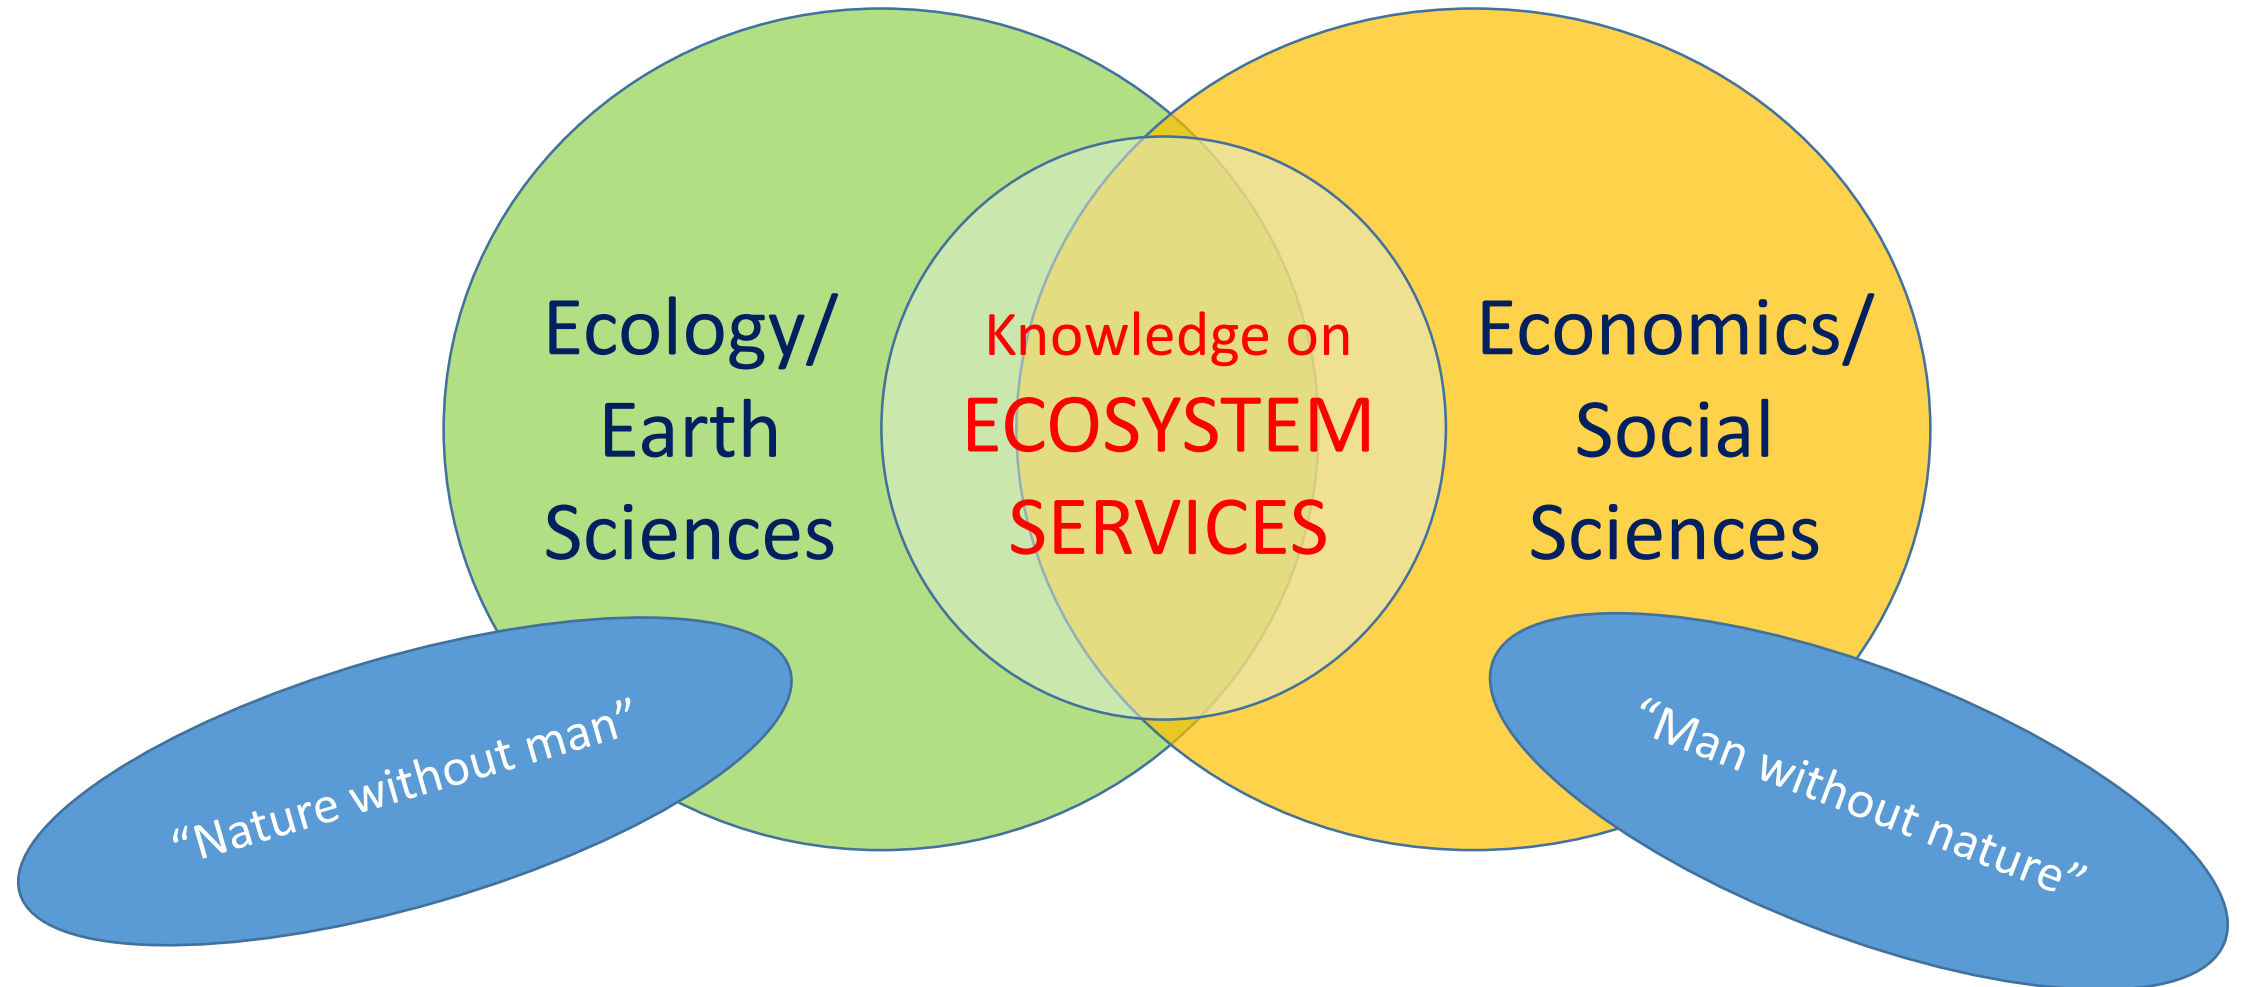 Ecology/
Earth
Sciences
Knowledge on
ECOSYSTEM
SERVICES
Economics/
Social
Sciences
“Nature without man”
“Man without nature”